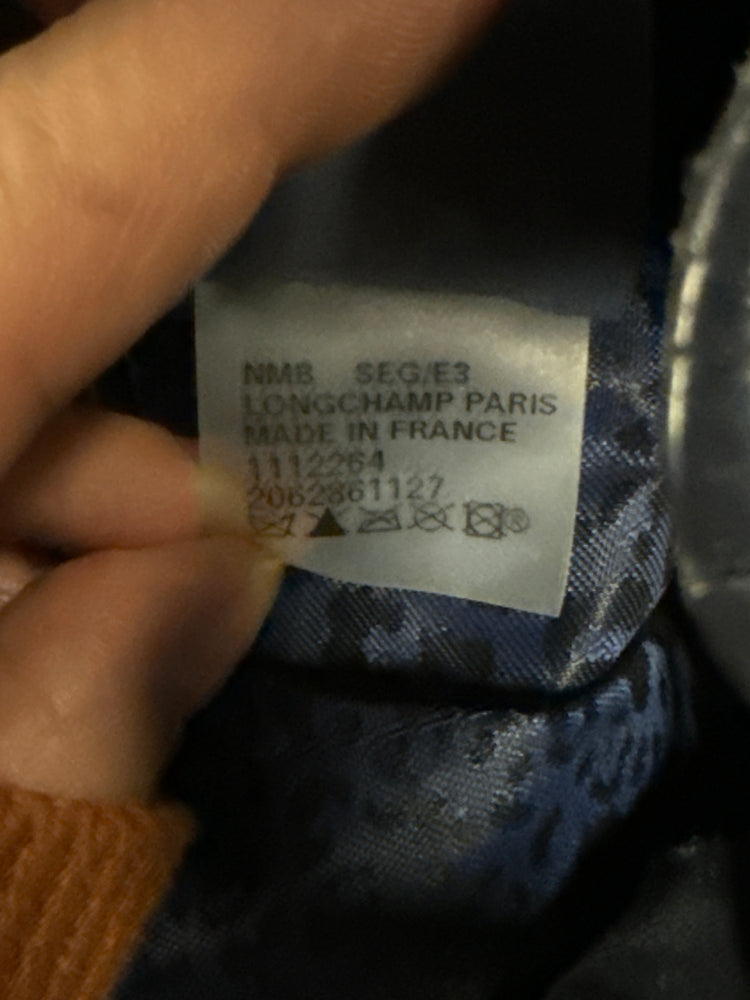 NMB SEG/E3
LONGCHAMP PARIS
MADE IN FRANCE
1112264
2062861127